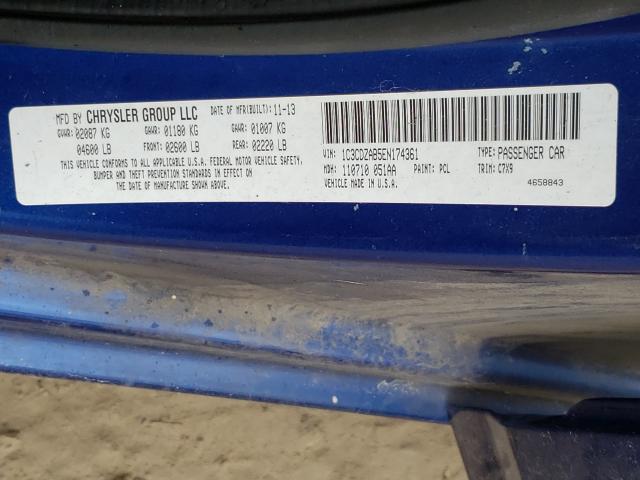 MFD BY CHRYSLER GROUP LLC DATE OF MFR(BUILT): 11-13
GVWR: 02087 KG GAWR: 01180 KG GAWR: 01007 KG
04600 LB FRONT: 02600 LB REAR: 02220 LB
THIS VEHICLE CONFORMS TO ALL APPLICABLE U.S.A. FEDERAL MOTOR VEHICLE SAFETY,
BUMPER AND THEFT PREVENTION STANDARDS IN EFFECT ON
THE DATE OF MANUFACTURE SHOWN ABOVE.
VIN: 1C3CDZAB5EN174361 TYPE: PASSENGER CAR
MDH: 110710 051AA PAINT: PCL TRIM: C7X9
VEHICLE MADE IN U.S.A. 4658843